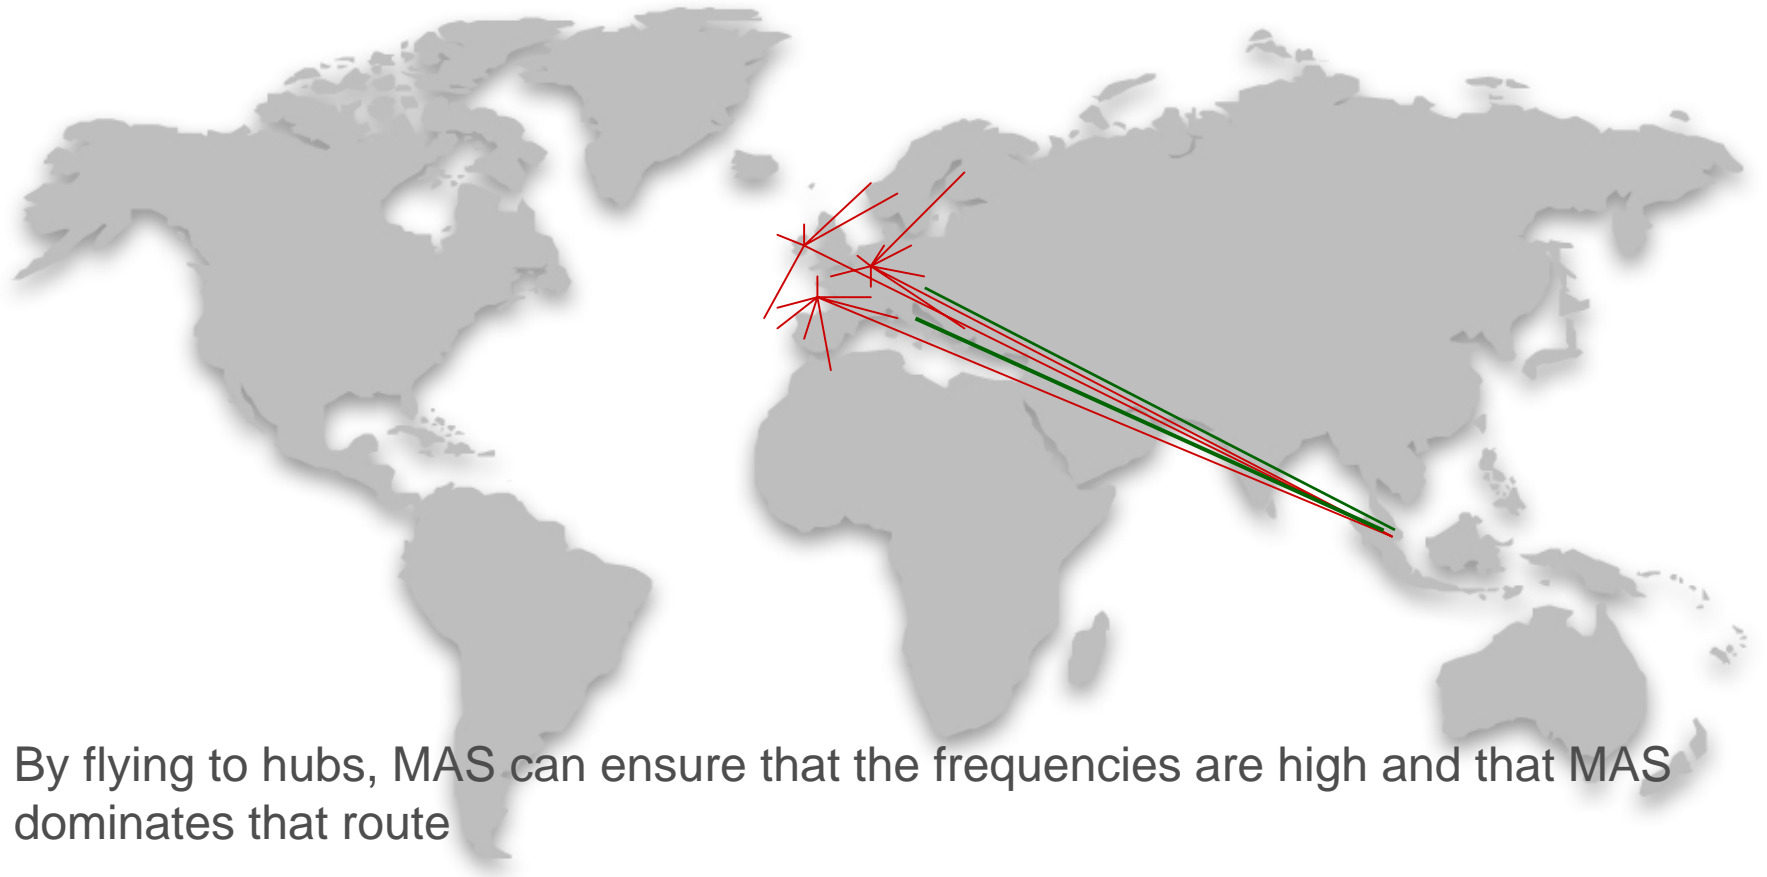 By flying to hubs, MAS can ensure that the frequencies are high and that MAS
dominates that route